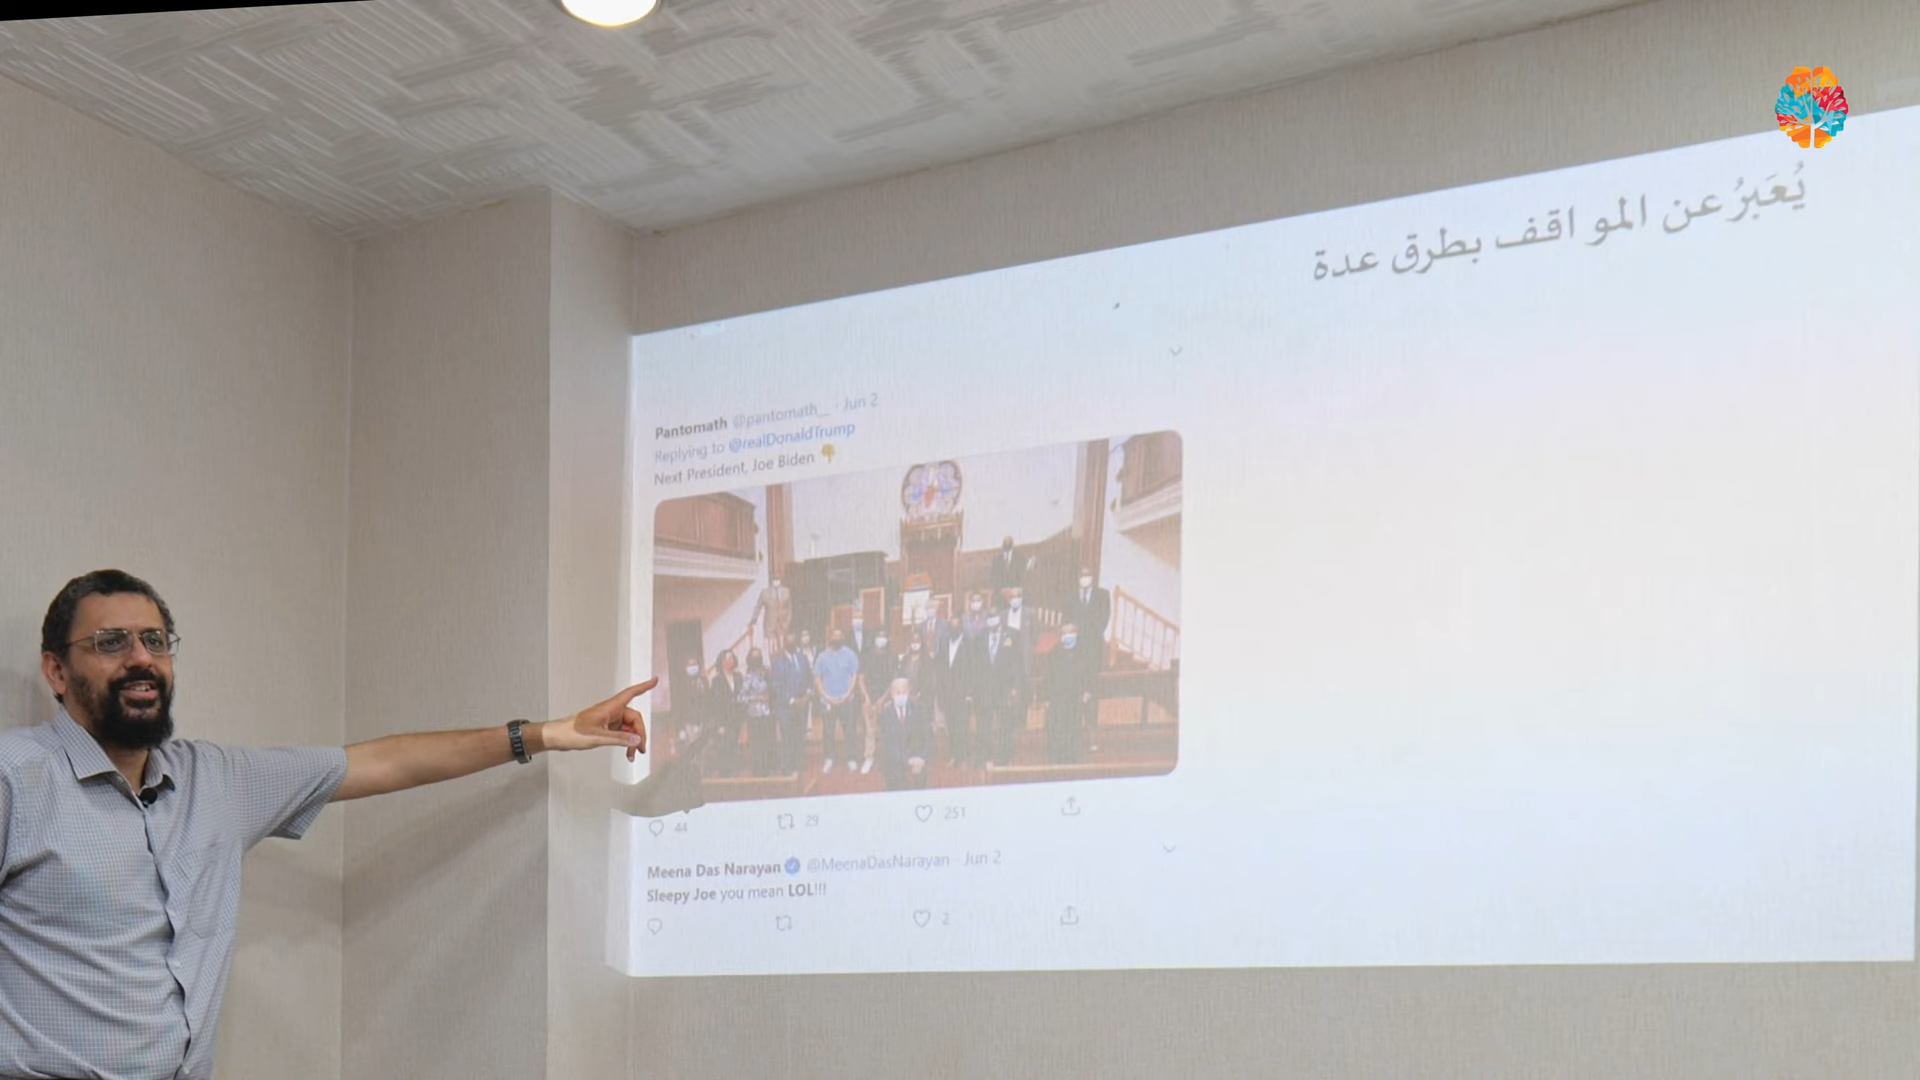 يُعَبرُ عن المواقف بطرق عدة
Pantomath @pantomath__ · Jun 2
Replying to @realDonaldTrump
Next President, Joe Biden 👇
44 29 251
Meena Das Narayan @MeenaDasNarayan · Jun 2
Sleepy Joe you mean LOL!!!
2